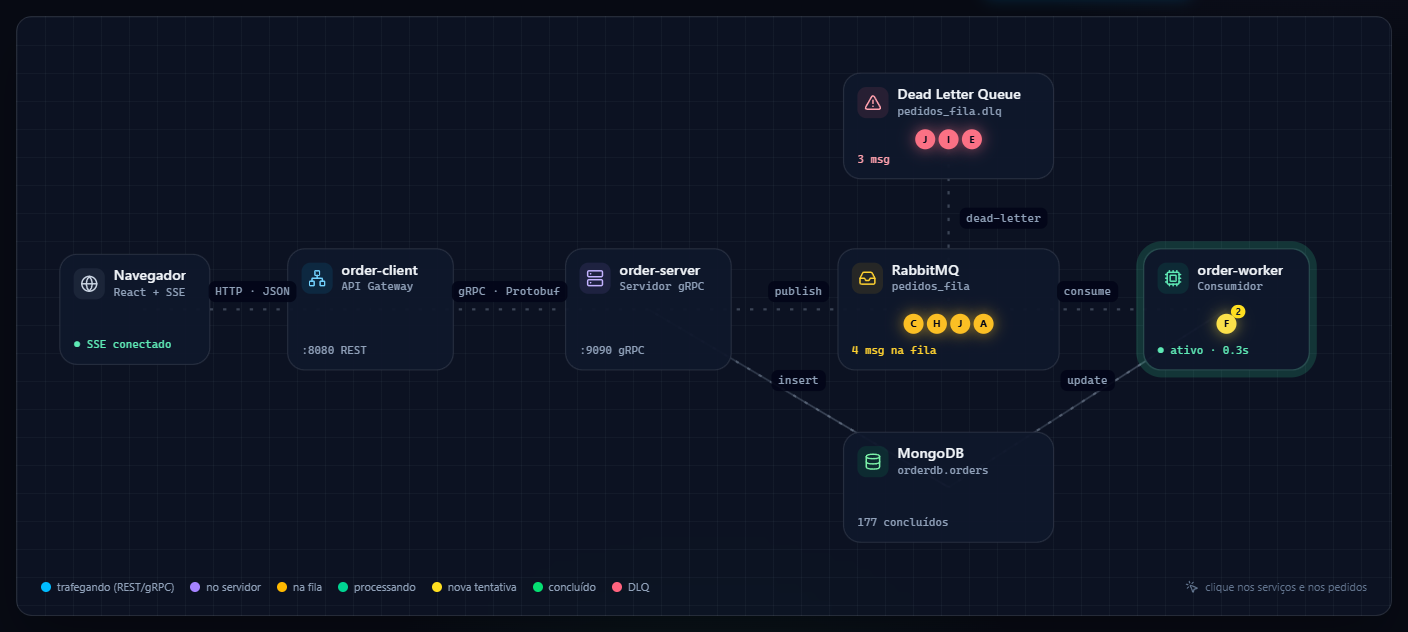 Dead Letter Queue
pedidos_fila.dlq
J I E
3 msg
dead-letter
Navegador
React + SSE
SSE conectado
HTTP · JSON
order-client
API Gateway
:8080 REST
gRPC · Protobuf
order-server
Servidor gRPC
:9090 gRPC
publish
RabbitMQ
pedidos_fila
C H J A
4 msg na fila
consume
order-worker
Consumidor
F 2
ativo · 0.3s
insert
update
MongoDB
orderdb.orders
177 concluídos
trafegando (REST/gRPC) no servidor na fila processando nova tentativa concluído DLQ
clique nos serviços e nos pedidos